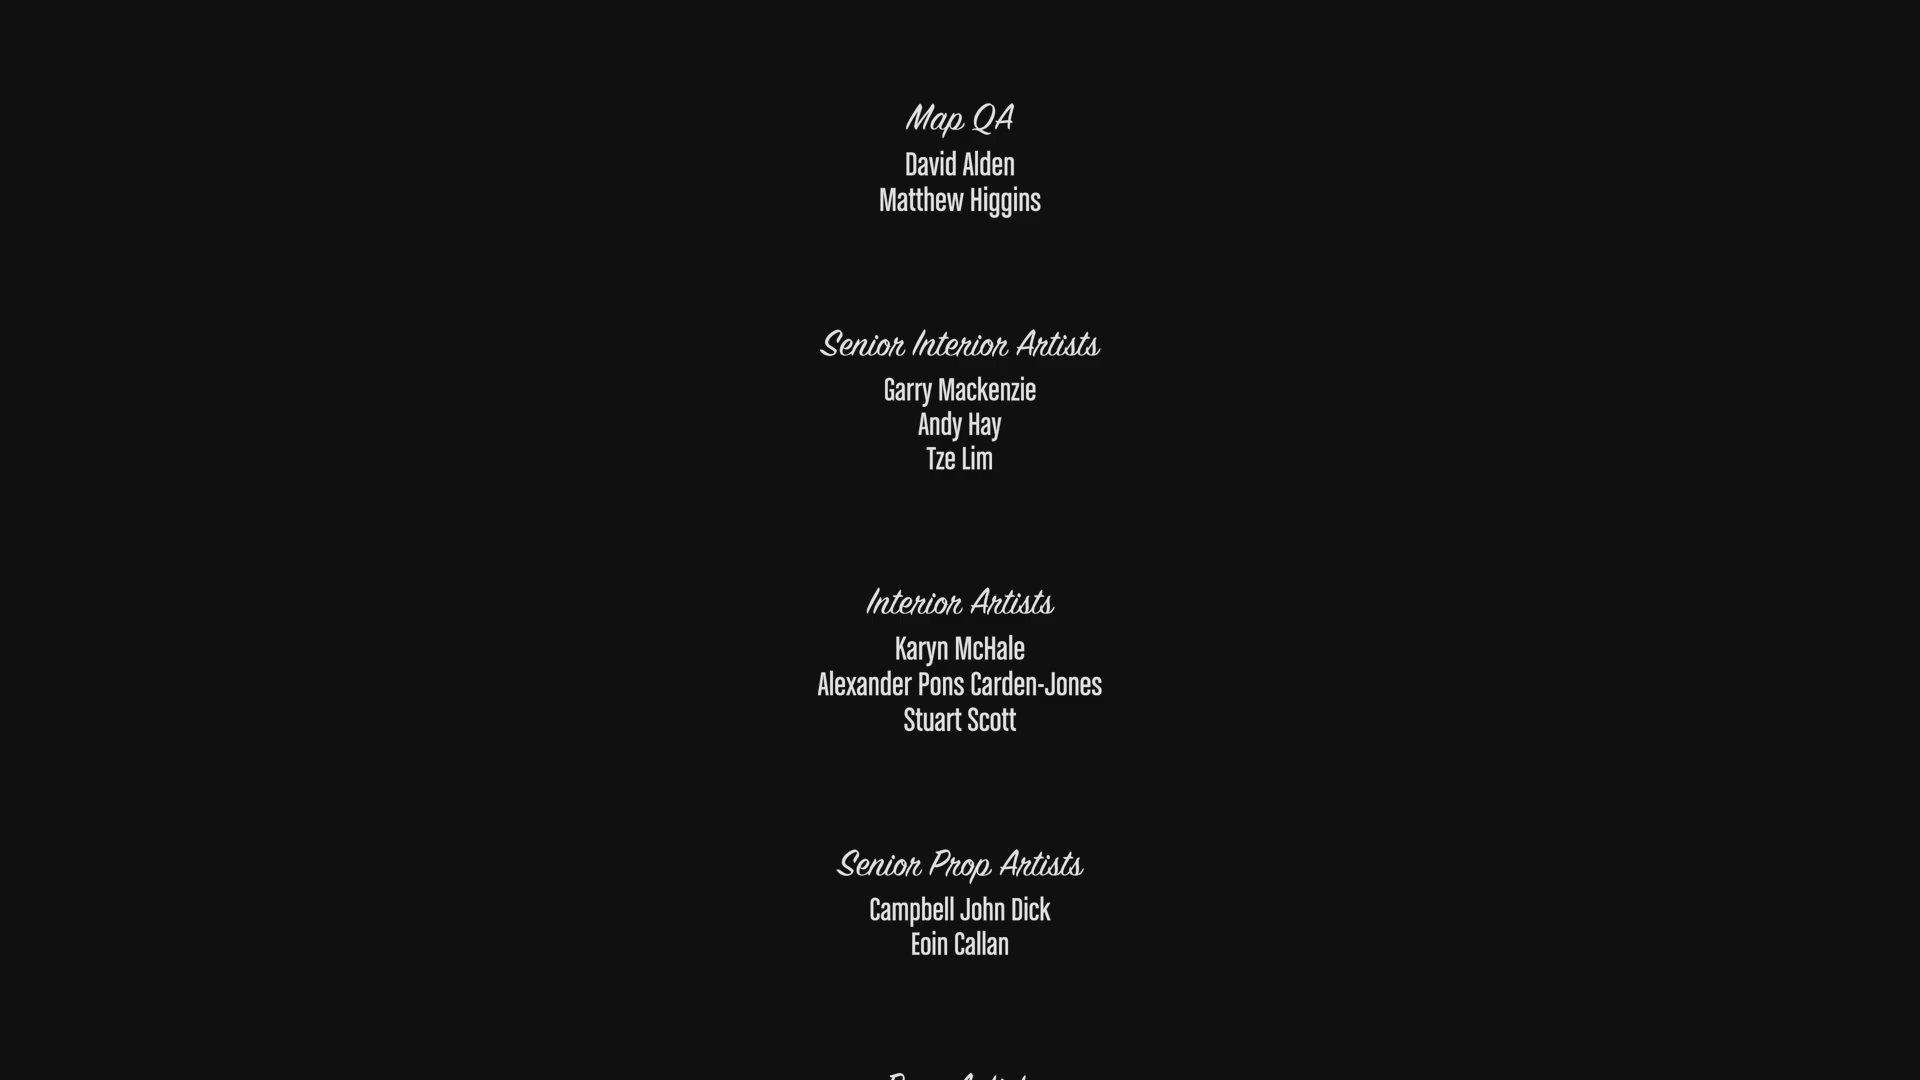 Map QA
David Alden
Matthew Higgins
Senior Interior Artists
Garry Mackenzie
Andy Hay
Tze Lim
Interior Artists
Karyn McHale
Alexander Pons Carden-Jones
Stuart Scott
Senior Prop Artists
Campbell John Dick
Eoin Callan